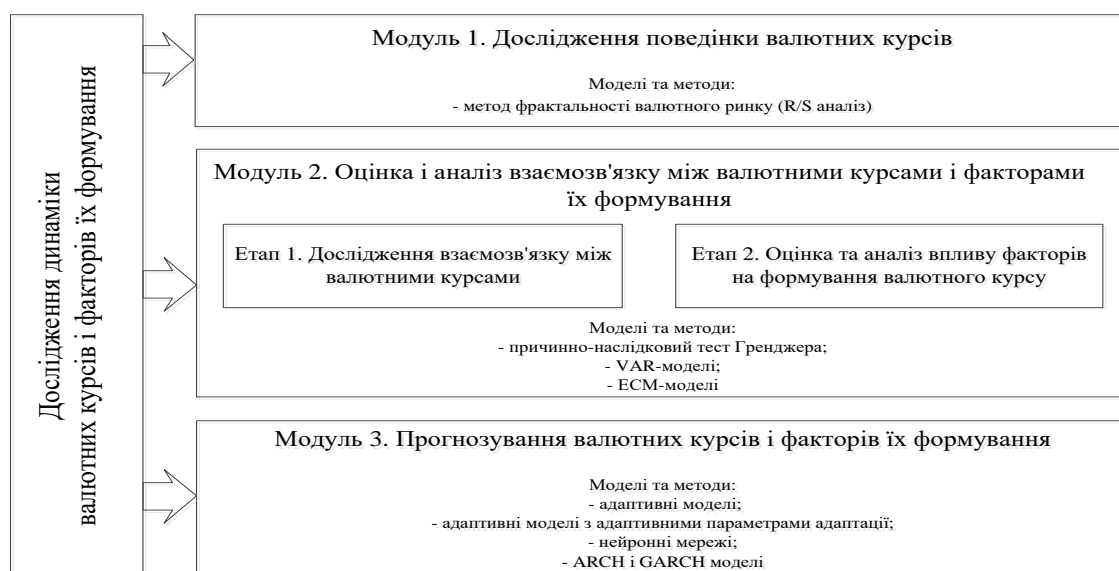 Дослідження динаміки
валютних курсів і факторів їх формування
Модуль 1. Дослідження поведінки валютних курсів
Моделі та методи:
- метод фрактальності валютного ринку (R/S аналіз)
Модуль 2. Оцінка і аналіз взаємозв'язку між валютними курсами і факторами
їх формування
Етап 1. Дослідження взаємозв'язку між
валютними курсами
Етап 2. Оцінка та аналіз впливу факторів
на формування валютного курсу
Моделі та методи:
- причинно-наслідковий тест Гренджера;
- VAR-моделі;
- ECM-моделі
Модуль 3. Прогнозування валютних курсів і факторів їх формування
Моделі та методи:
- адаптивні моделі;
- адаптивні моделі з адаптивними параметрами адаптації;
- нейронні мережі;
- ARCH і GARCH моделі